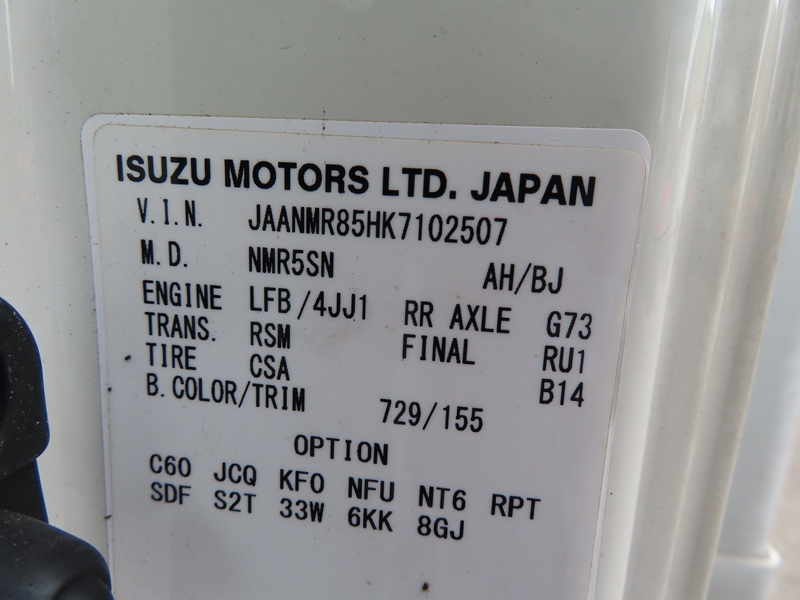 ISUZU MOTORS LTD. JAPAN
V.I.N. JAANMR85HK7102507
M.D. NMR5SN AH/BJ
ENGINE LFB/4JJ1 RR AXLE G73
TRANS. RSM FINAL RU1
TIRE CSA B14
B.COLOR/TRIM 729/155
OPTION
C60 JCQ KFO NFU NT6 RPT
SDF S2T 33W 6KK 8GJ